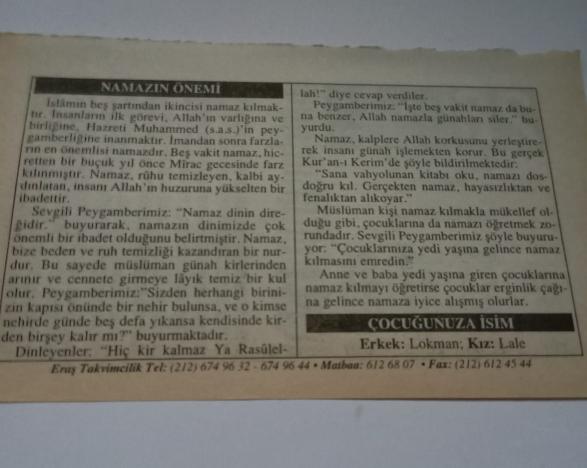 NAMAZIN ÖNEMİ
İslâmın beş şartından ikincisi namaz kılmak-
tır. İnsanların ilk görevi, Allah'ın varlığına ve
birliğine, Hazreti Muhammed (s.a.s.)'in pey-
gamberliğine inanmaktır. İmandan sonra farzla-
rın en önemlisi namazdır. Beş vakit namaz, hic-
retten bir buçuk yıl önce Mîrac gecesinde farz
kılınmıştır. Namaz, rûhu temizleyen, kalbi ay-
dınlatan, insanı Allah'ın huzuruna yükselten bir
ibadettir.
Sevgili Peygamberimiz: "Namaz dinin dire-
ğidir." buyurarak, namazın dinimizde çok
önemli bir ibadet olduğunu belirtmiştir. Namaz,
bize beden ve ruh temizliği kazandıran bir nur-
dur. Bu sayede müslüman günah kirlerinden
arınır ve cennete girmeye lâyık temiz bir kul
olur. Peygamberimiz:"Sizden herhangi birini-
zin kapısı önünde bir nehir bulunsa, ve o kimse
nehirde günde beş defa yıkansa kendisinde kir-
den birşey kalır mı?" buyurmaktadır.
Dinleyenler: "Hiç kir kalmaz Ya Rasûlel-
lah!" diye cevap verdiler.
Peygamberimiz: "İşte beş vakit namaz da bu-
na benzer, Allah namazla günahları siler." bu-
yurdu.
Namaz, kalplere Allah korkusunu yerleştire-
rek insanı günah işlemekten korur. Bu gerçek
Kur'an-ı Kerim'de şöyle bildirilmektedir:
"Sana vahyolunan kitabı oku, namazı dos-
doğru kıl. Gerçekten namaz, hayasızlıktan ve
fenalıktan alıkoyar."
Müslüman kişi namaz kılmakla mükellef ol-
duğu gibi, çocuklarına da namazı öğretmek zo-
rundadır. Sevgili Peygamberimiz şöyle buyuru-
yor: "Çocuklarınıza yedi yaşına gelince namaz
kılmasını emredin."
Anne ve baba yedi yaşına giren çocuklarına
namaz kılmayı öğretirse çocuklar erginlik çağı-
na gelince namaza iyice alışmış olurlar.
ÇOCUĞUNUZA İSİM
Erkek: Lokman; Kız: Lale
Eraş Takvimcilik Tel: (212) 674 96 32 - 674 96 44 • Matbaa: 612 68 07 • Fax: (212) 612 45 44